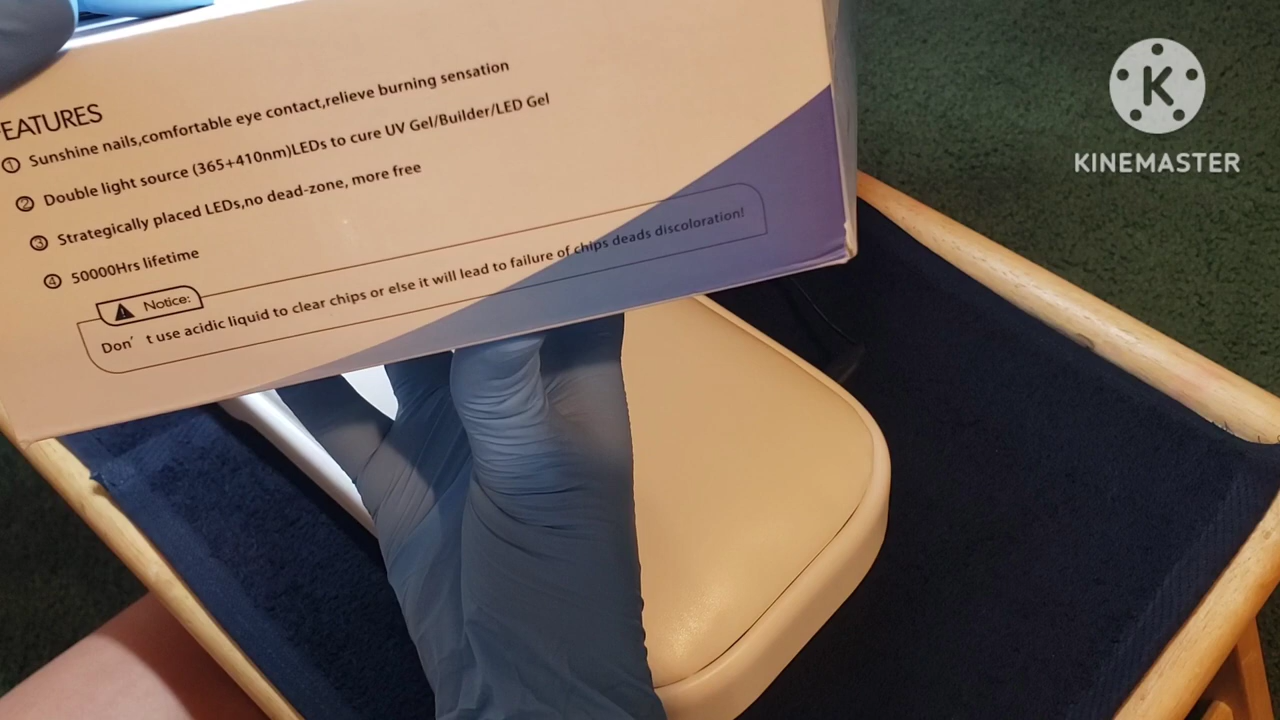 EATURES
① Sunshine nails,comfortable eye contact,relieve burning sensation
② Double light source (365+410nm)LEDs to cure UV Gel/Builder/LED Gel
③ Strategically placed LEDs,no dead-zone, more free
④ 50000Hrs lifetime
Notice:
Don' t use acidic liquid to clear chips or else it will lead to failure of chips deads discoloration!
K
KINEMASTER